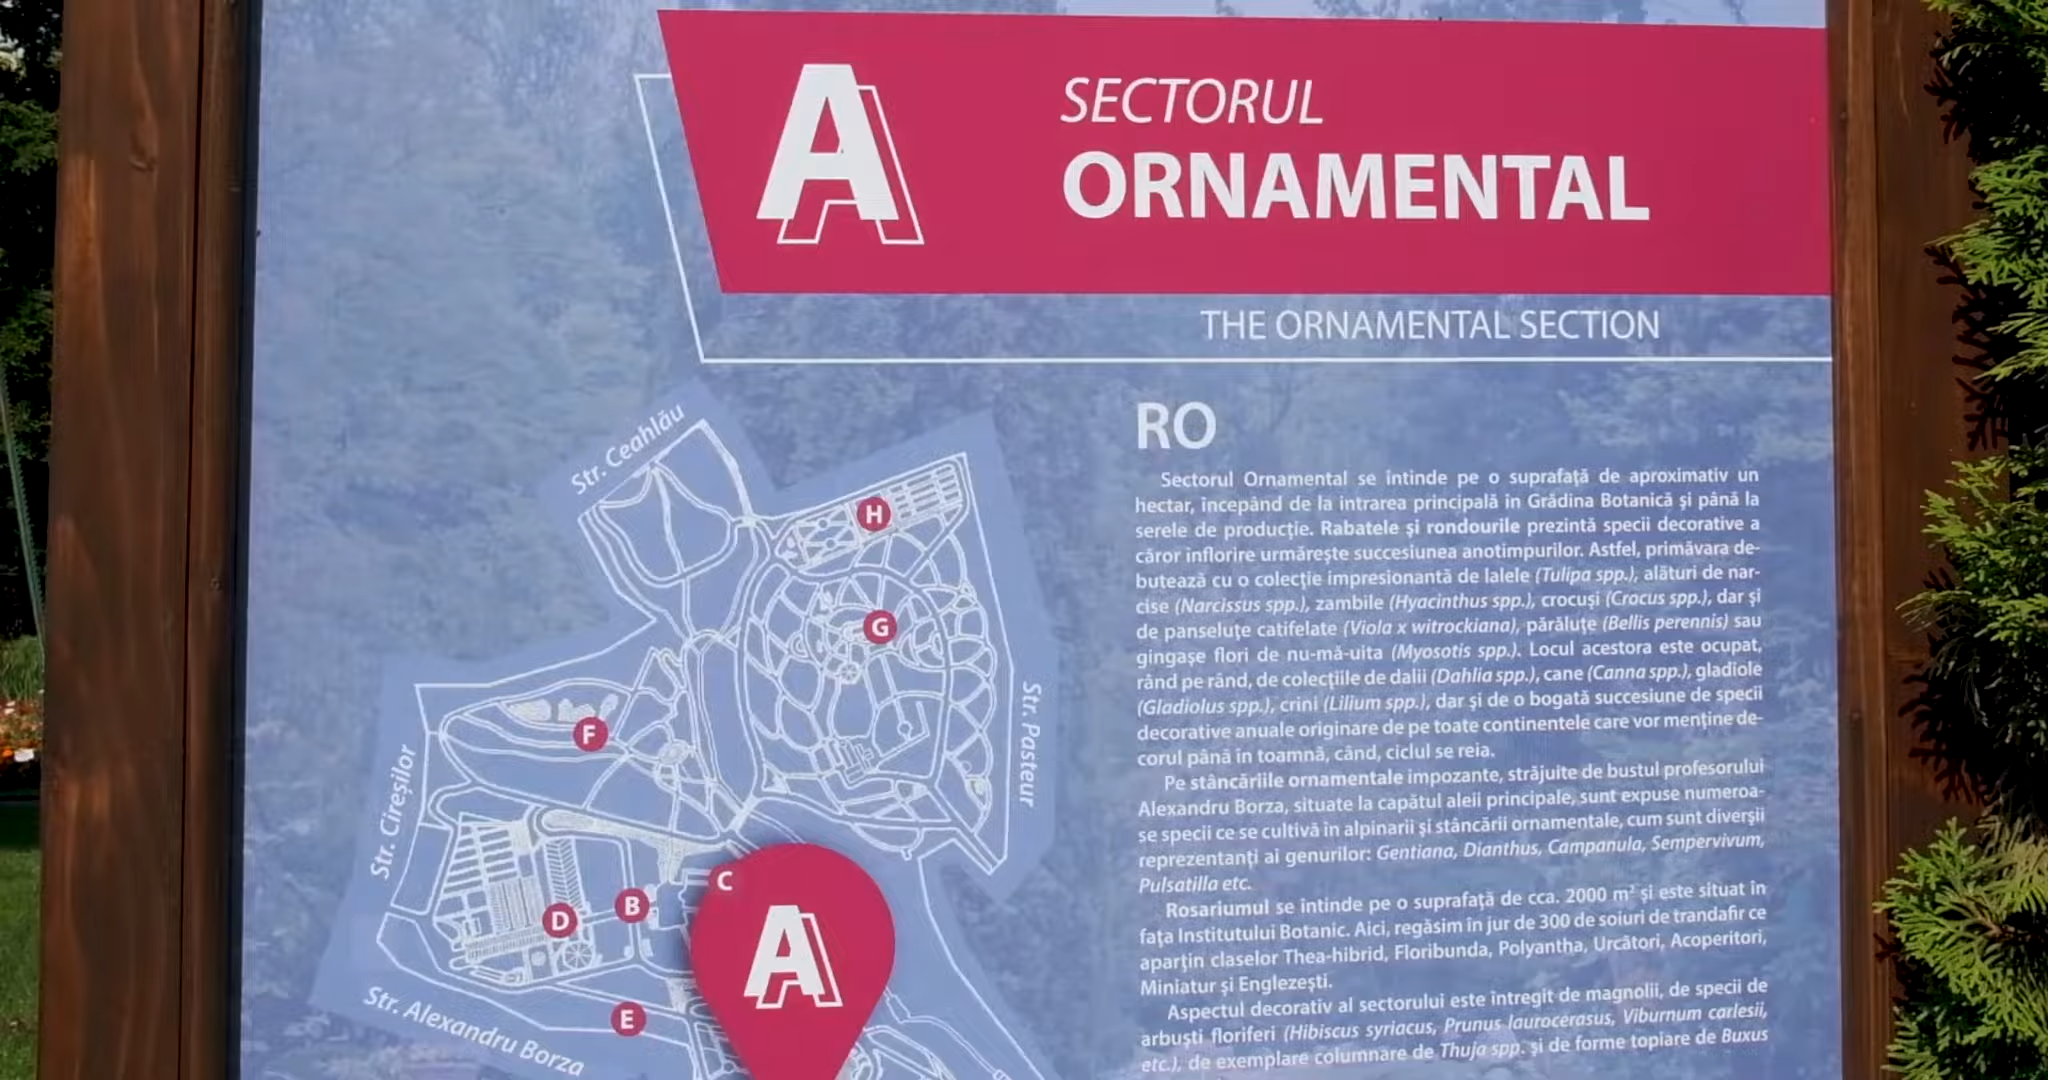 A
SECTORUL
ORNAMENTAL
THE ORNAMENTAL SECTION
RO
Sectorul Ornamental se întinde pe o suprafață de aproximativ un
hectar, începând de la intrarea principală în Grădina Botanică și până la
serele de producție. Rabatele și rondourile prezintă specii decorative a
căror înflorire urmărește succesiunea anotimpurilor. Astfel, primăvara de-
butează cu o colecție impresionantă de lalele (Tulipa spp.), alături de nar-
cise (Narcissus spp.), zambile (Hyacinthus spp.), crocuși (Crocus spp.), dar și
de panseluțe catifelate (Viola x witrockiana), părăluțe (Bellis perennis) sau
gingașe flori de nu-mă-uita (Myosotis spp.). Locul acestora este ocupat,
rând pe rând, de colecțiile de dalii (Dahlia spp.), cane (Canna spp.), gladiole
(Gladiolus spp.), crini (Lilium spp.), dar și de o bogată succesiune de specii
decorative anuale originare de pe toate continentele care vor menține de-
corul până în toamnă, când, ciclul se reia.
Pe stâncăriile ornamentale impozante, străjuite de bustul profesorului
Alexandru Borza, situate la capătul aleii principale, sunt expuse numeroa-
se specii ce se cultivă în alpinarii și stâncării ornamentale, cum sunt diverșii
reprezentanți ai genurilor: Gentiana, Dianthus, Campanula, Sempervivum,
Pulsatilla etc.
Rosariumul se întinde pe o suprafață de cca. 2000 m² și este situat în
fața Institutului Botanic. Aici, regăsim în jur de 300 de soiuri de trandafir ce
aparțin claselor Thea-hibrid, Floribunda, Polyantha, Urcători, Acoperitori,
Miniatur și Englezești.
Aspectul decorativ al sectorului este întregit de magnolii, de specii de
arbuști floriferi (Hibiscus syriacus, Prunus laurocerasus, Viburnum carlesii,
etc.), de exemplare columnare de Thuja spp. și de forme topiare de Buxus
Str. Ceahlău
H
G
Str. Pasteur
F
Str. Cireșilor
C
B
D
A
E
Str. Alexandru Borza